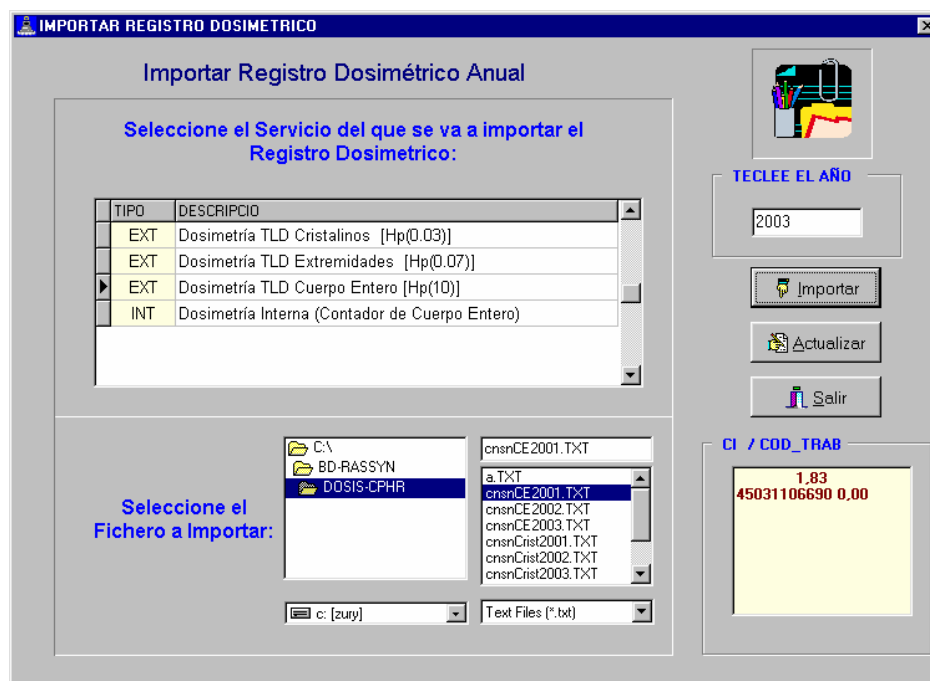 IMPORTAR REGISTRO DOSIMETRICO
Importar Registro Dosimétrico Anual
Seleccione el Servicio del que se va a importar el
Registro Dosimetrico:
TIPO DESCRIPCIO
EXT Dosimetría TLD Cristalinos [Hp(0.03)]
EXT Dosimetría TLD Extremidades [Hp(0.07)]
EXT Dosimetría TLD Cuerpo Entero [Hp(10)]
INT Dosimetría Interna (Contador de Cuerpo Entero)
Seleccione el
Fichero a Importar:
C:\
BD-RASSYN
DOSIS-CPHR
c: [zury]
cnsnCE2001.TXT
a.TXT
cnsnCE2001.TXT
cnsnCE2002.TXT
cnsnCE2003.TXT
cnsnCrist2001.TXT
cnsnCrist2002.TXT
cnsnCrist2003.TXT
Text Files (*.txt)
TECLEE EL AÑO
2003
Importar
Actualizar
Salir
CI / COD_TRAB
1,83
45031106690 0,00